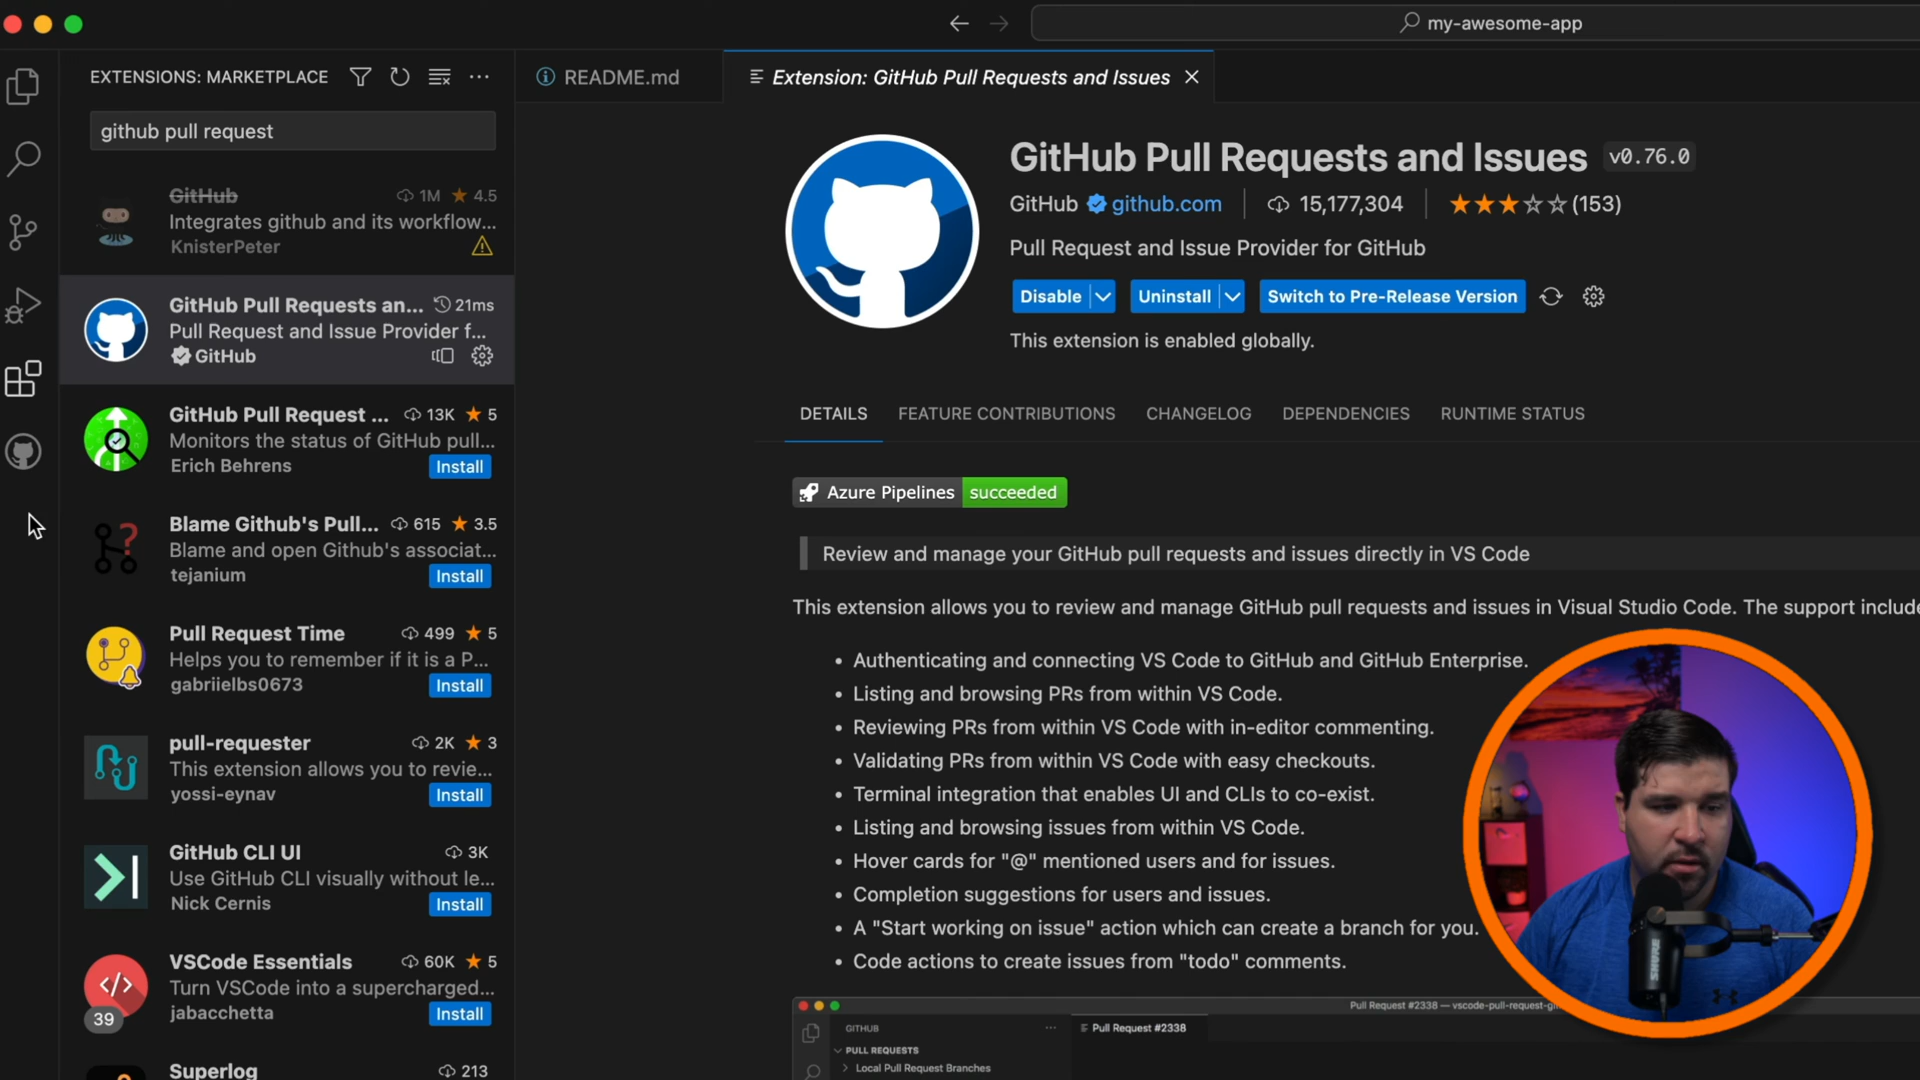 my-awesome-app
EXTENSIONS: MARKETPLACE
README.md
Extension: GitHub Pull Requests and Issues
github pull request
GitHub 1M 4.5
Integrates github and its workflow...
KnisterPeter
GitHub Pull Requests an... 21ms
Pull Request and Issue Provider f...
GitHub
GitHub Pull Request ... 13K 5
Monitors the status of GitHub pull...
Erich Behrens Install
Blame Github's Pull... 615 3.5
Blame and open Github's associat...
tejanium Install
Pull Request Time 499 5
Helps you to remember if it is a P...
gabriielbs0673 Install
pull-requester 2K 3
This extension allows you to revie...
yossi-eynav Install
GitHub CLI UI 3K
Use GitHub CLI visually without le...
Nick Cernis Install
VSCode Essentials 60K 5
Turn VSCode into a supercharged...
jabacchetta Install
39
Superlog 213
GitHub Pull Requests and Issues v0.76.0
GitHub github.com 15,177,304 (153)
Pull Request and Issue Provider for GitHub
Disable Uninstall Switch to Pre-Release Version
This extension is enabled globally.
DETAILS FEATURE CONTRIBUTIONS CHANGELOG DEPENDENCIES RUNTIME STATUS
Azure Pipelines succeeded
Review and manage your GitHub pull requests and issues directly in VS Code
This extension allows you to review and manage GitHub pull requests and issues in Visual Studio Code. The support include
• Authenticating and connecting VS Code to GitHub and GitHub Enterprise.
• Listing and browsing PRs from within VS Code.
• Reviewing PRs from within VS Code with in-editor commenting.
• Validating PRs from within VS Code with easy checkouts.
• Terminal integration that enables UI and CLIs to co-exist.
• Listing and browsing issues from within VS Code.
• Hover cards for "@" mentioned users and for issues.
• Completion suggestions for users and issues.
• A "Start working on issue" action which can create a branch for you.
• Code actions to create issues from "todo" comments.
Pull Request #2338 — vscode-pull-request-gi
GITHUB
Pull Request #2338
PULL REQUESTS
Local Pull Request Branches
SHURE